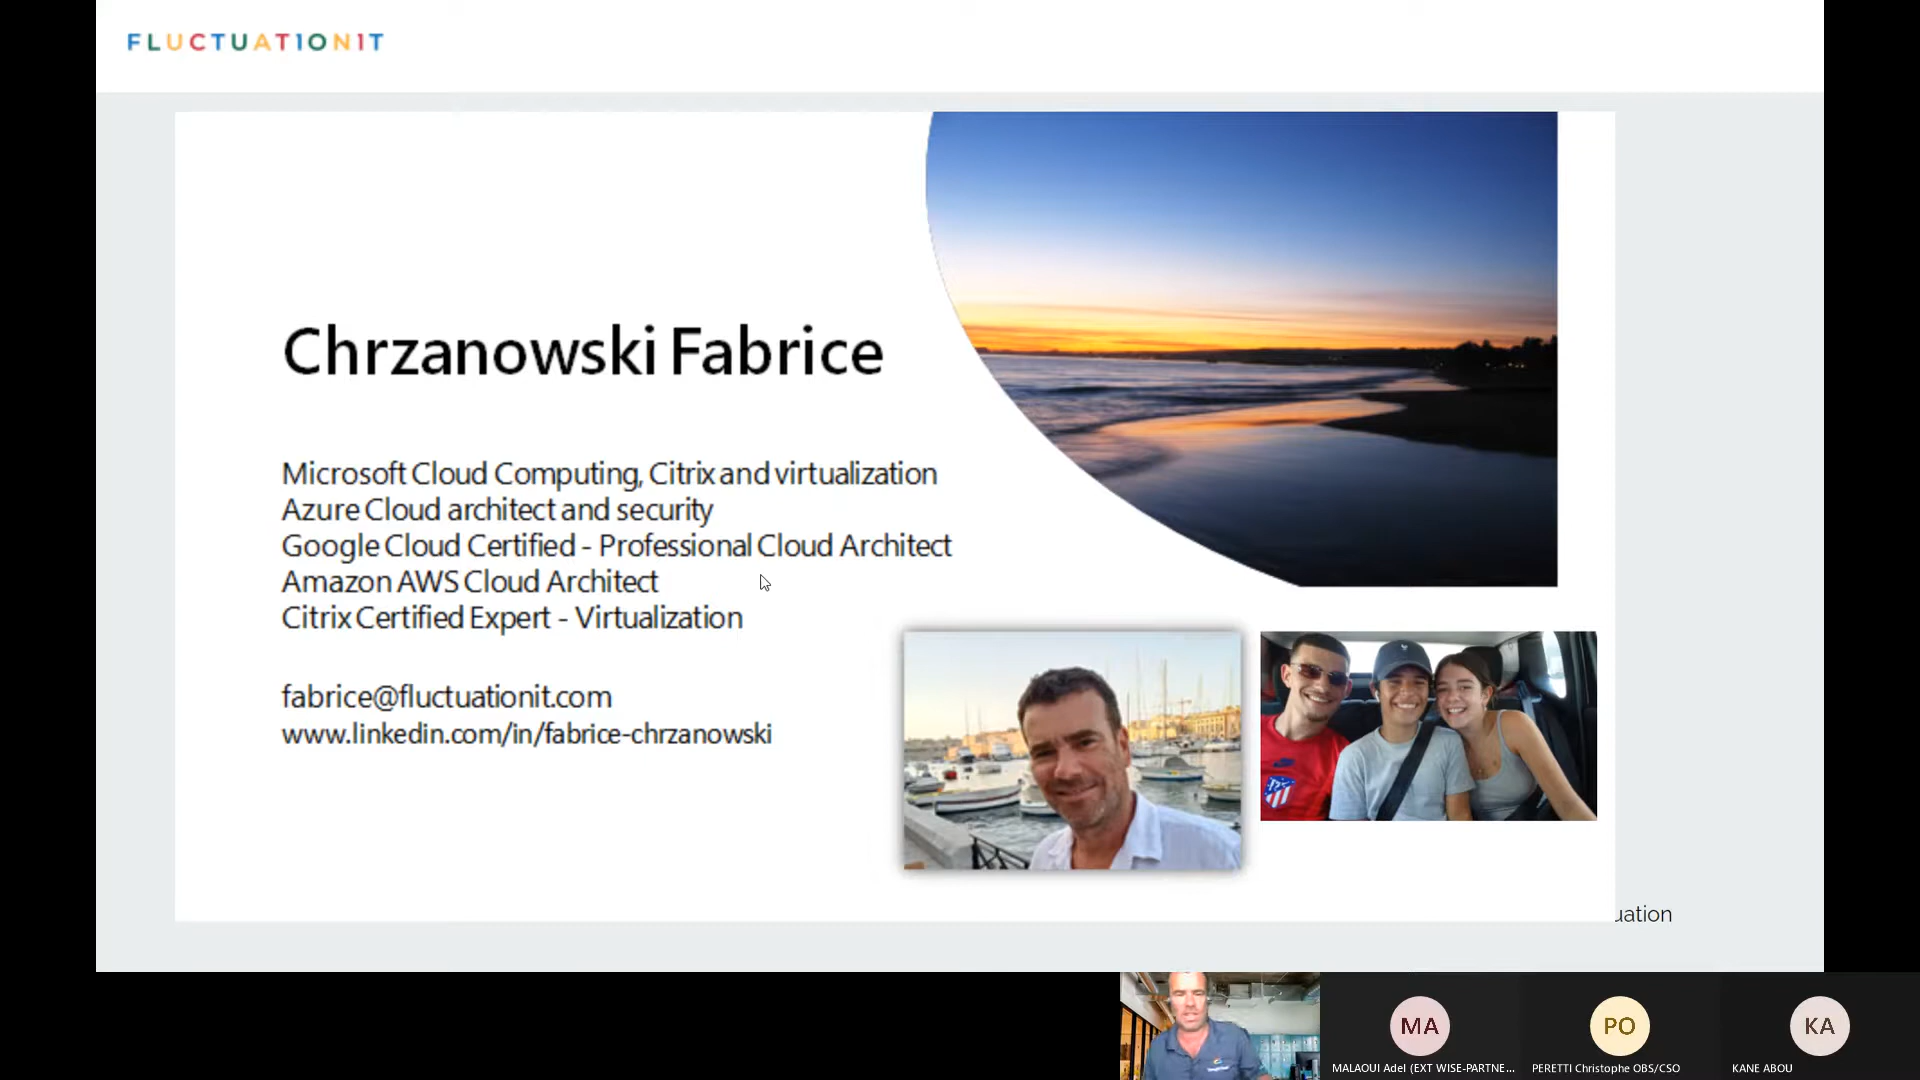 FLUCTUATIONIT
Chrzanowski Fabrice
Microsoft Cloud Computing, Citrix and virtualization
Azure Cloud architect and security
Google Cloud Certified - Professional Cloud Architect
Amazon AWS Cloud Architect
Citrix Certified Expert - Virtualization
fabrice@fluctuationit.com
www.linkedin.com/in/fabrice-chrzanowski
uation
MA
PO
KA
MALAOUI Adel (EXT WISE-PARTNE...
PERETTI Christophe OBS/CSO
KANE ABOU